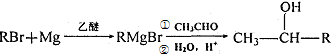 RBr+Mg 乙醚 RMgBr ① CH₃CHO ② H₂O, H⁺ CH₃—CH—R
OH